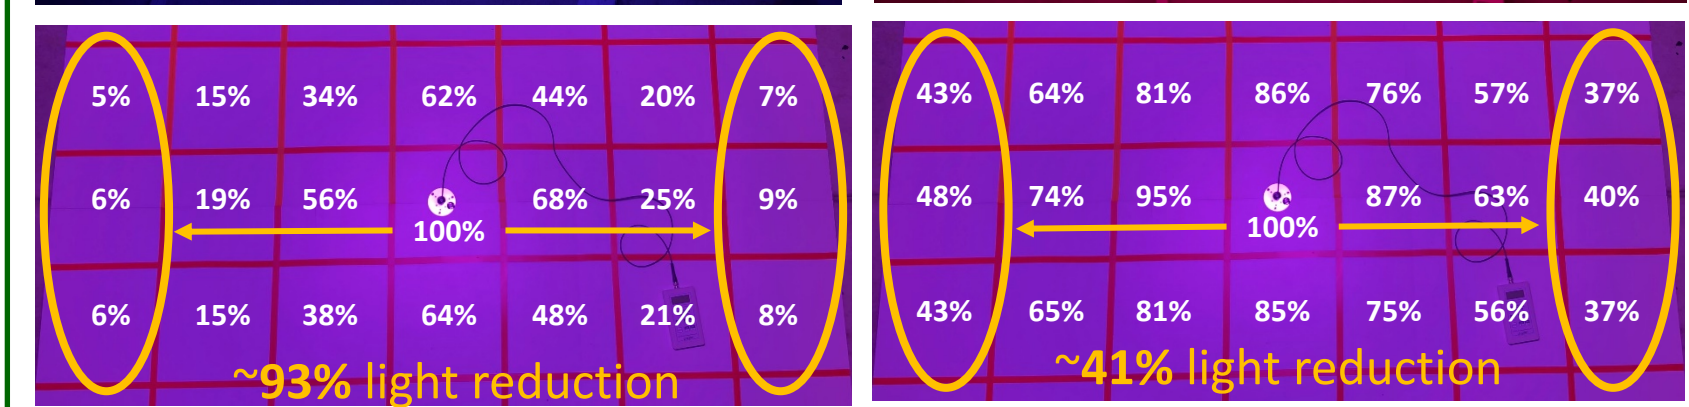 5% 15% 34% 62% 44% 20% 7%
6% 19% 56% 68% 25% 9%
100%
6% 15% 38% 64% 48% 21% 8%
~93% light reduction
43% 64% 81% 86% 76% 57% 37%
48% 74% 95% 87% 63% 40%
100%
43% 65% 81% 85% 75% 56% 37%
~41% light reduction